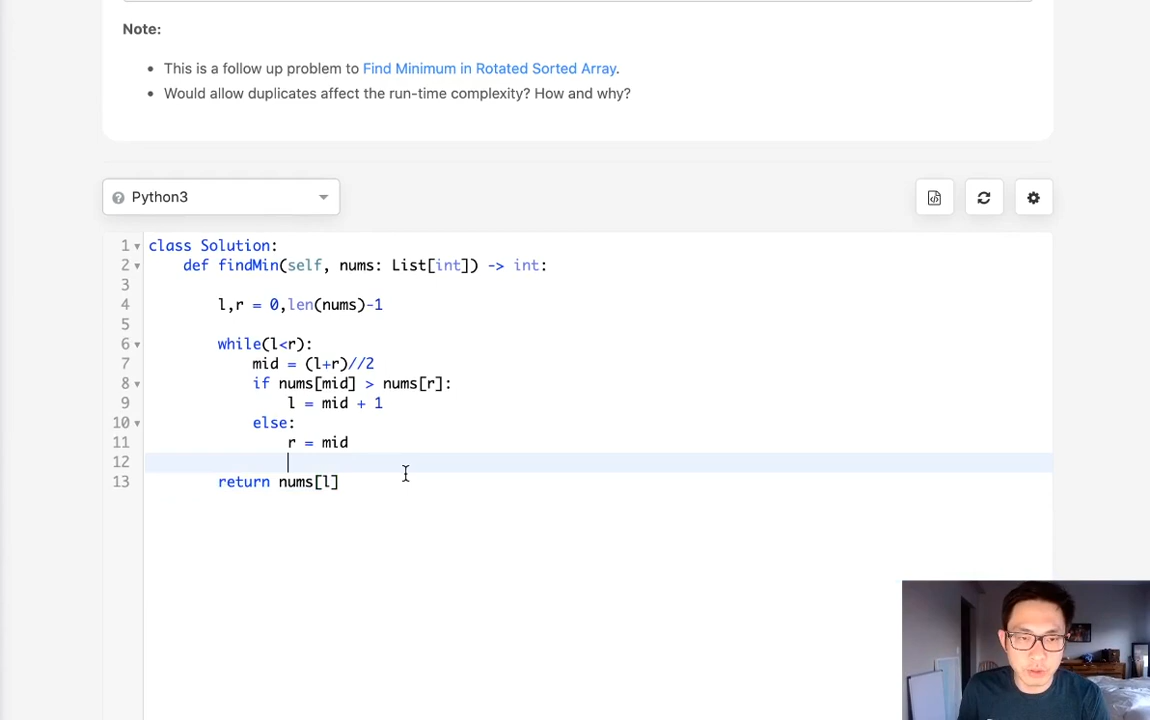 Note:
• This is a follow up problem to Find Minimum in Rotated Sorted Array.
• Would allow duplicates affect the run-time complexity? How and why?
Python3
1 class Solution:
2     def findMin(self, nums: List[int]) -> int:
3
4         l,r = 0,len(nums)-1
5
6         while(l<r):
7             mid = (l+r)//2
8             if nums[mid] > nums[r]:
9                 l = mid + 1
10             else:
11                 r = mid
12
13         return nums[l]